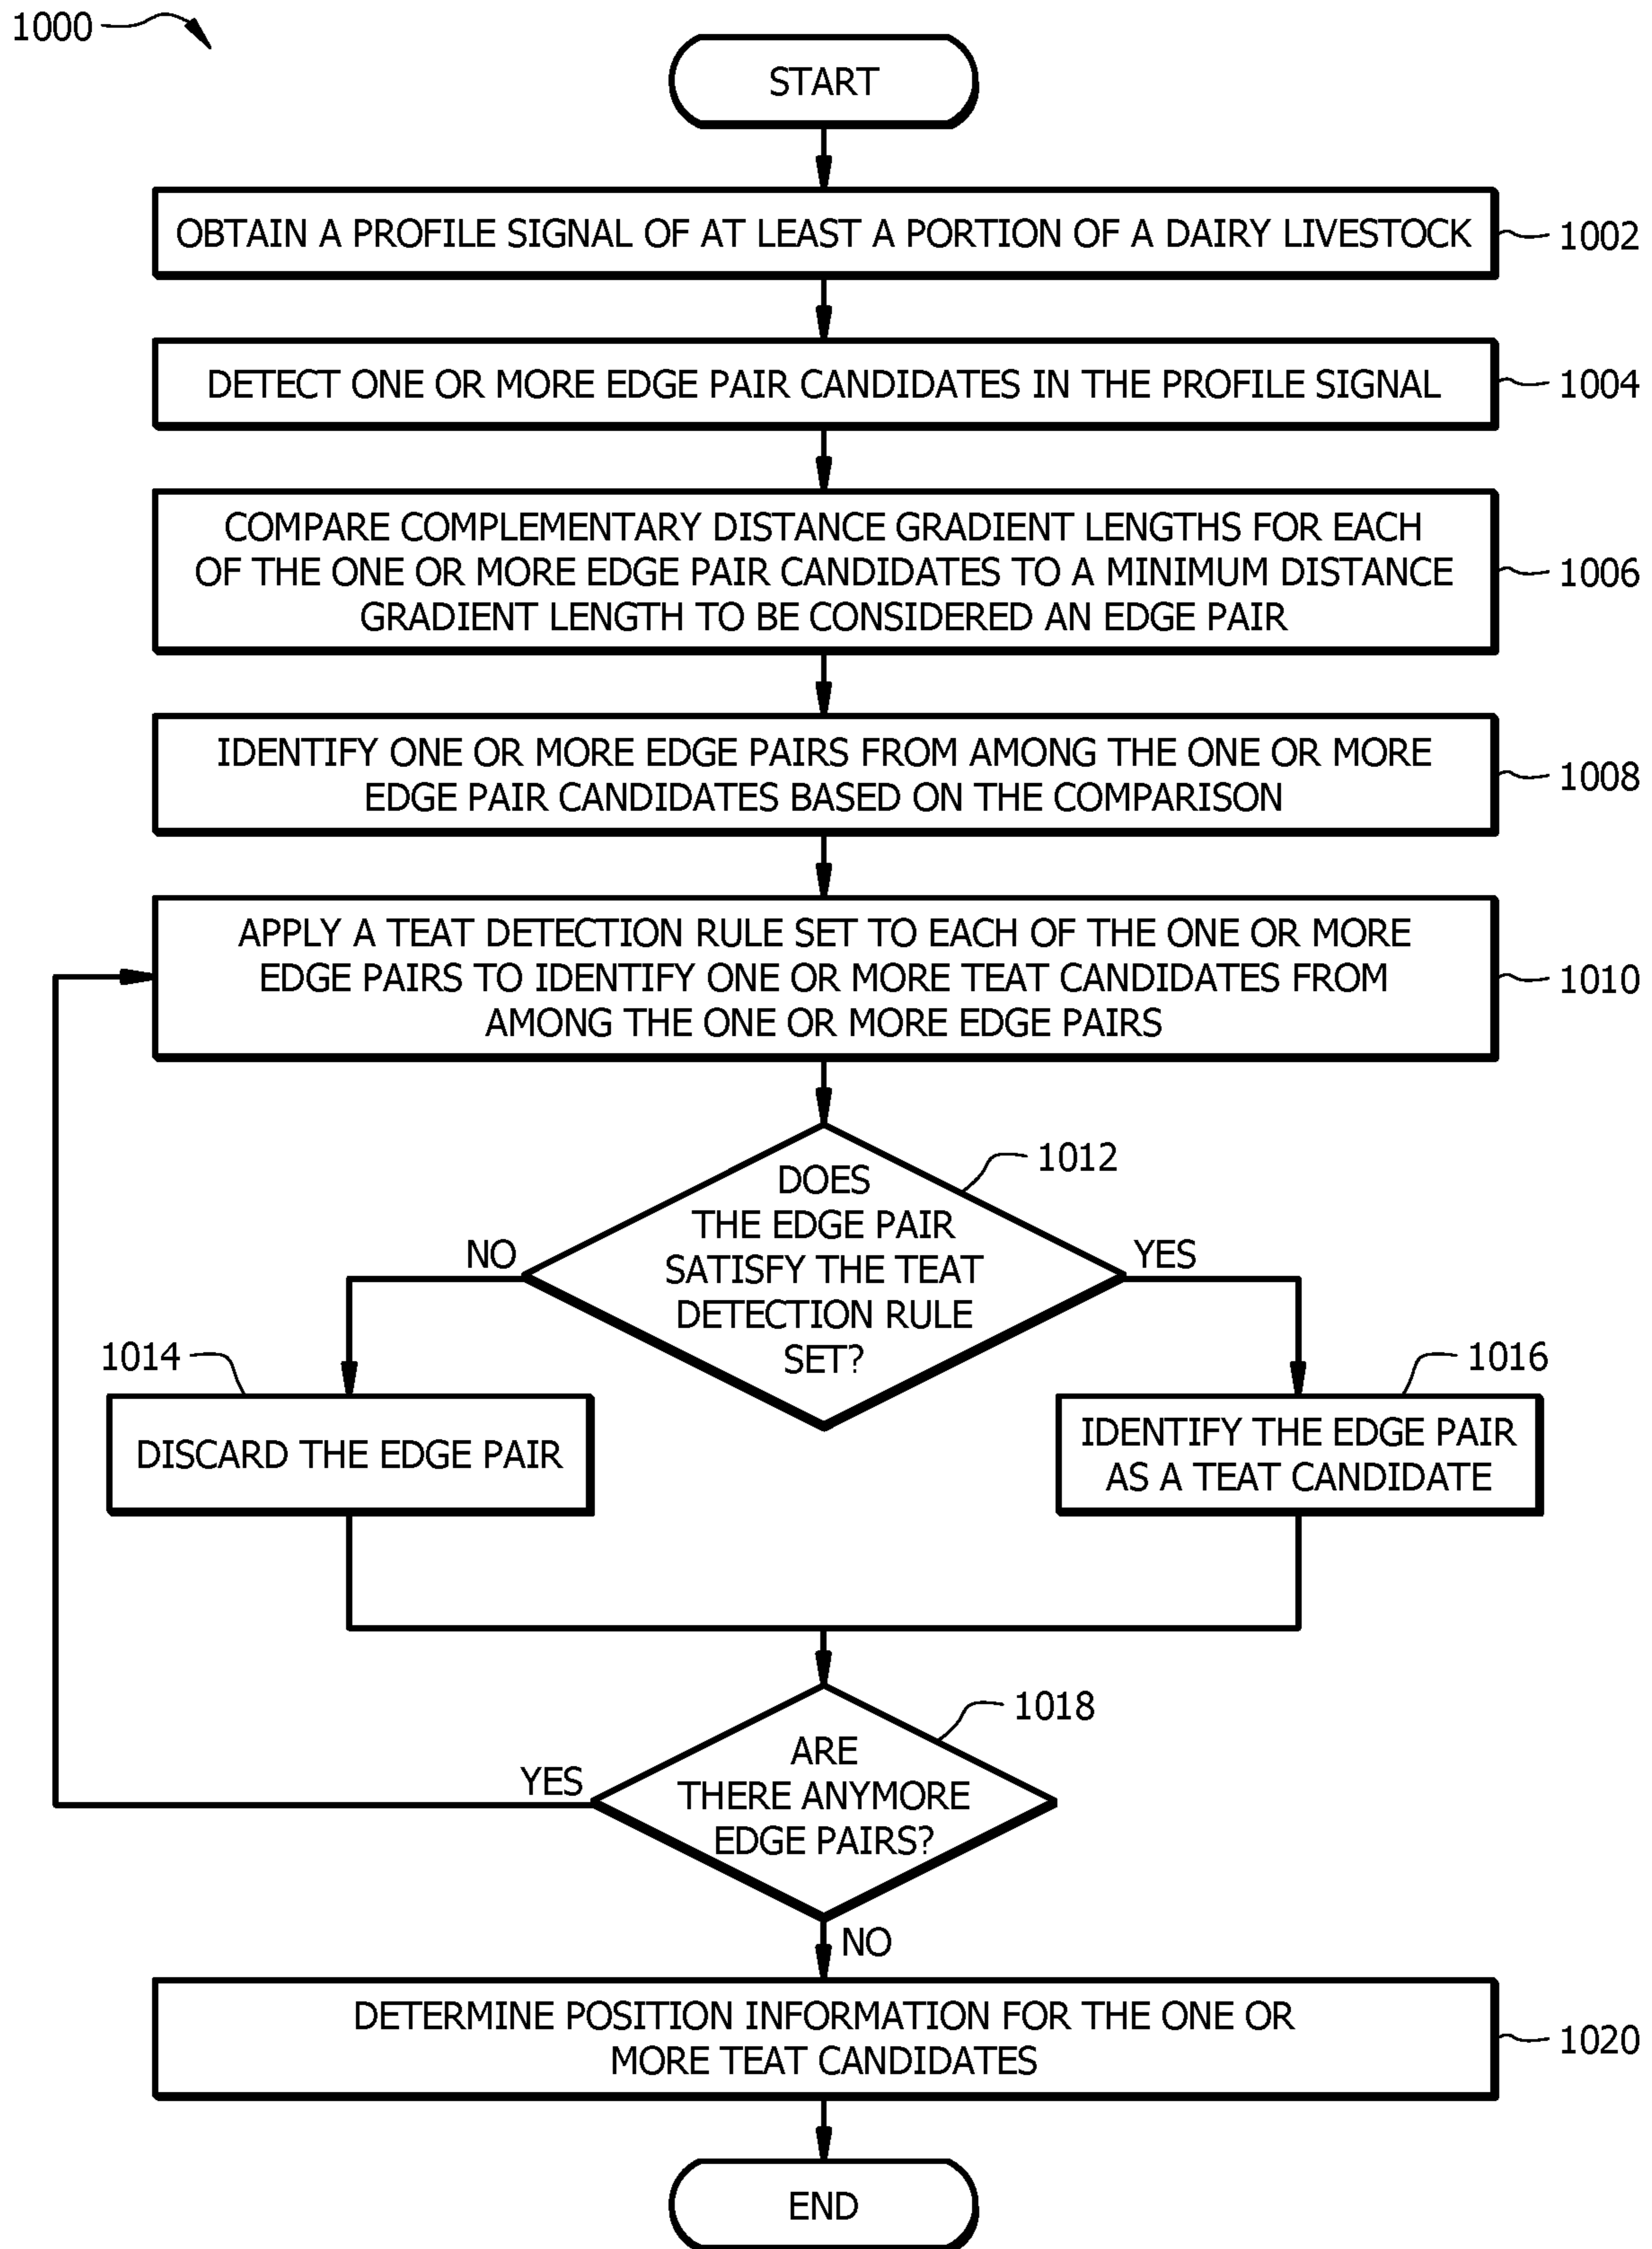 1000
START
OBTAIN A PROFILE SIGNAL OF AT LEAST A PORTION OF A DAIRY LIVESTOCK
1002
DETECT ONE OR MORE EDGE PAIR CANDIDATES IN THE PROFILE SIGNAL
1004
COMPARE COMPLEMENTARY DISTANCE GRADIENT LENGTHS FOR EACH
OF THE ONE OR MORE EDGE PAIR CANDIDATES TO A MINIMUM DISTANCE
GRADIENT LENGTH TO BE CONSIDERED AN EDGE PAIR
1006
IDENTIFY ONE OR MORE EDGE PAIRS FROM AMONG THE ONE OR MORE
EDGE PAIR CANDIDATES BASED ON THE COMPARISON
1008
APPLY A TEAT DETECTION RULE SET TO EACH OF THE ONE OR MORE
EDGE PAIRS TO IDENTIFY ONE OR MORE TEAT CANDIDATES FROM
AMONG THE ONE OR MORE EDGE PAIRS
1010
DOES
THE EDGE PAIR
SATISFY THE TEAT
DETECTION RULE
SET?
1012
NO
YES
1014
DISCARD THE EDGE PAIR
1016
IDENTIFY THE EDGE PAIR
AS A TEAT CANDIDATE
ARE
THERE ANYMORE
EDGE PAIRS?
1018
YES
NO
DETERMINE POSITION INFORMATION FOR THE ONE OR
MORE TEAT CANDIDATES
1020
END